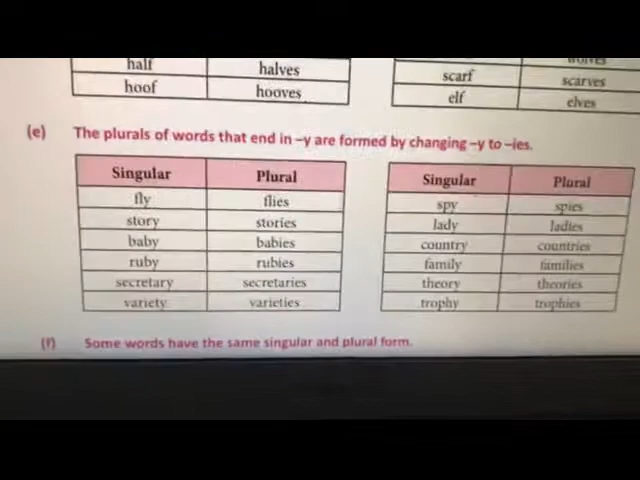 half halves
hoof hooves
scarf scarves
elf elves
(e) The plurals of words that end in –y are formed by changing –y to –ies.
Singular Plural
fly flies
story stories
baby babies
ruby rubies
secretary secretaries
variety varieties
Singular Plural
spy spies
lady ladies
country countries
family families
theory theories
trophy trophies
(f) Some words have the same singular and plural form.